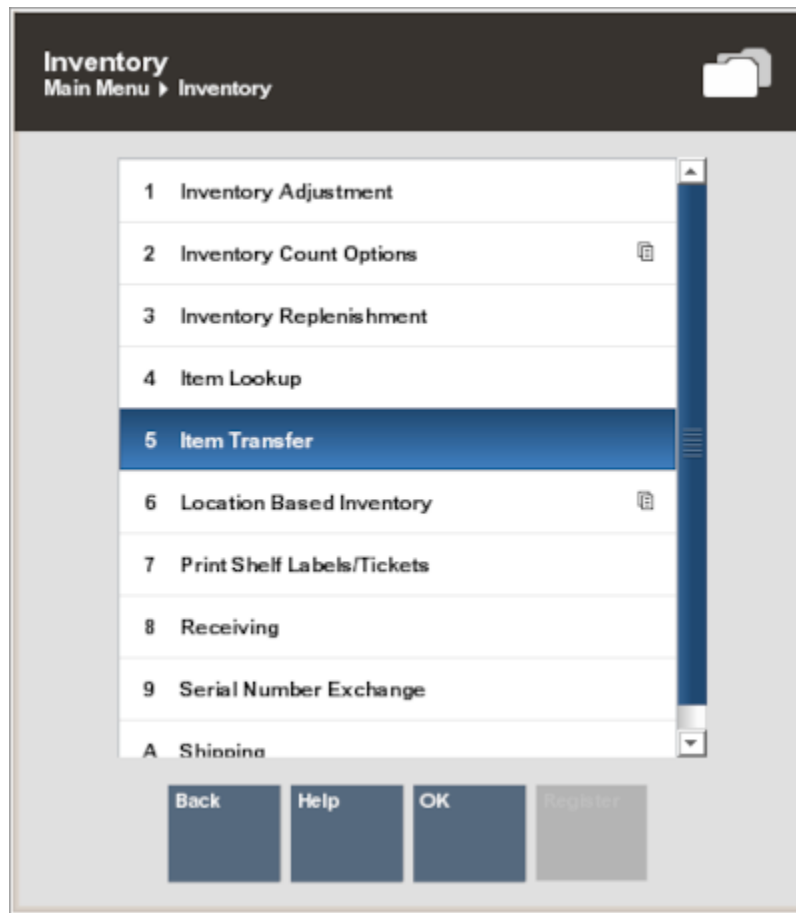 Inventory
Main Menu ▸ Inventory
1 Inventory Adjustment
2 Inventory Count Options
3 Inventory Replenishment
4 Item Lookup
5 Item Transfer
6 Location Based Inventory
7 Print Shelf Labels/Tickets
8 Receiving
9 Serial Number Exchange
A Shipping
Back Help OK Register